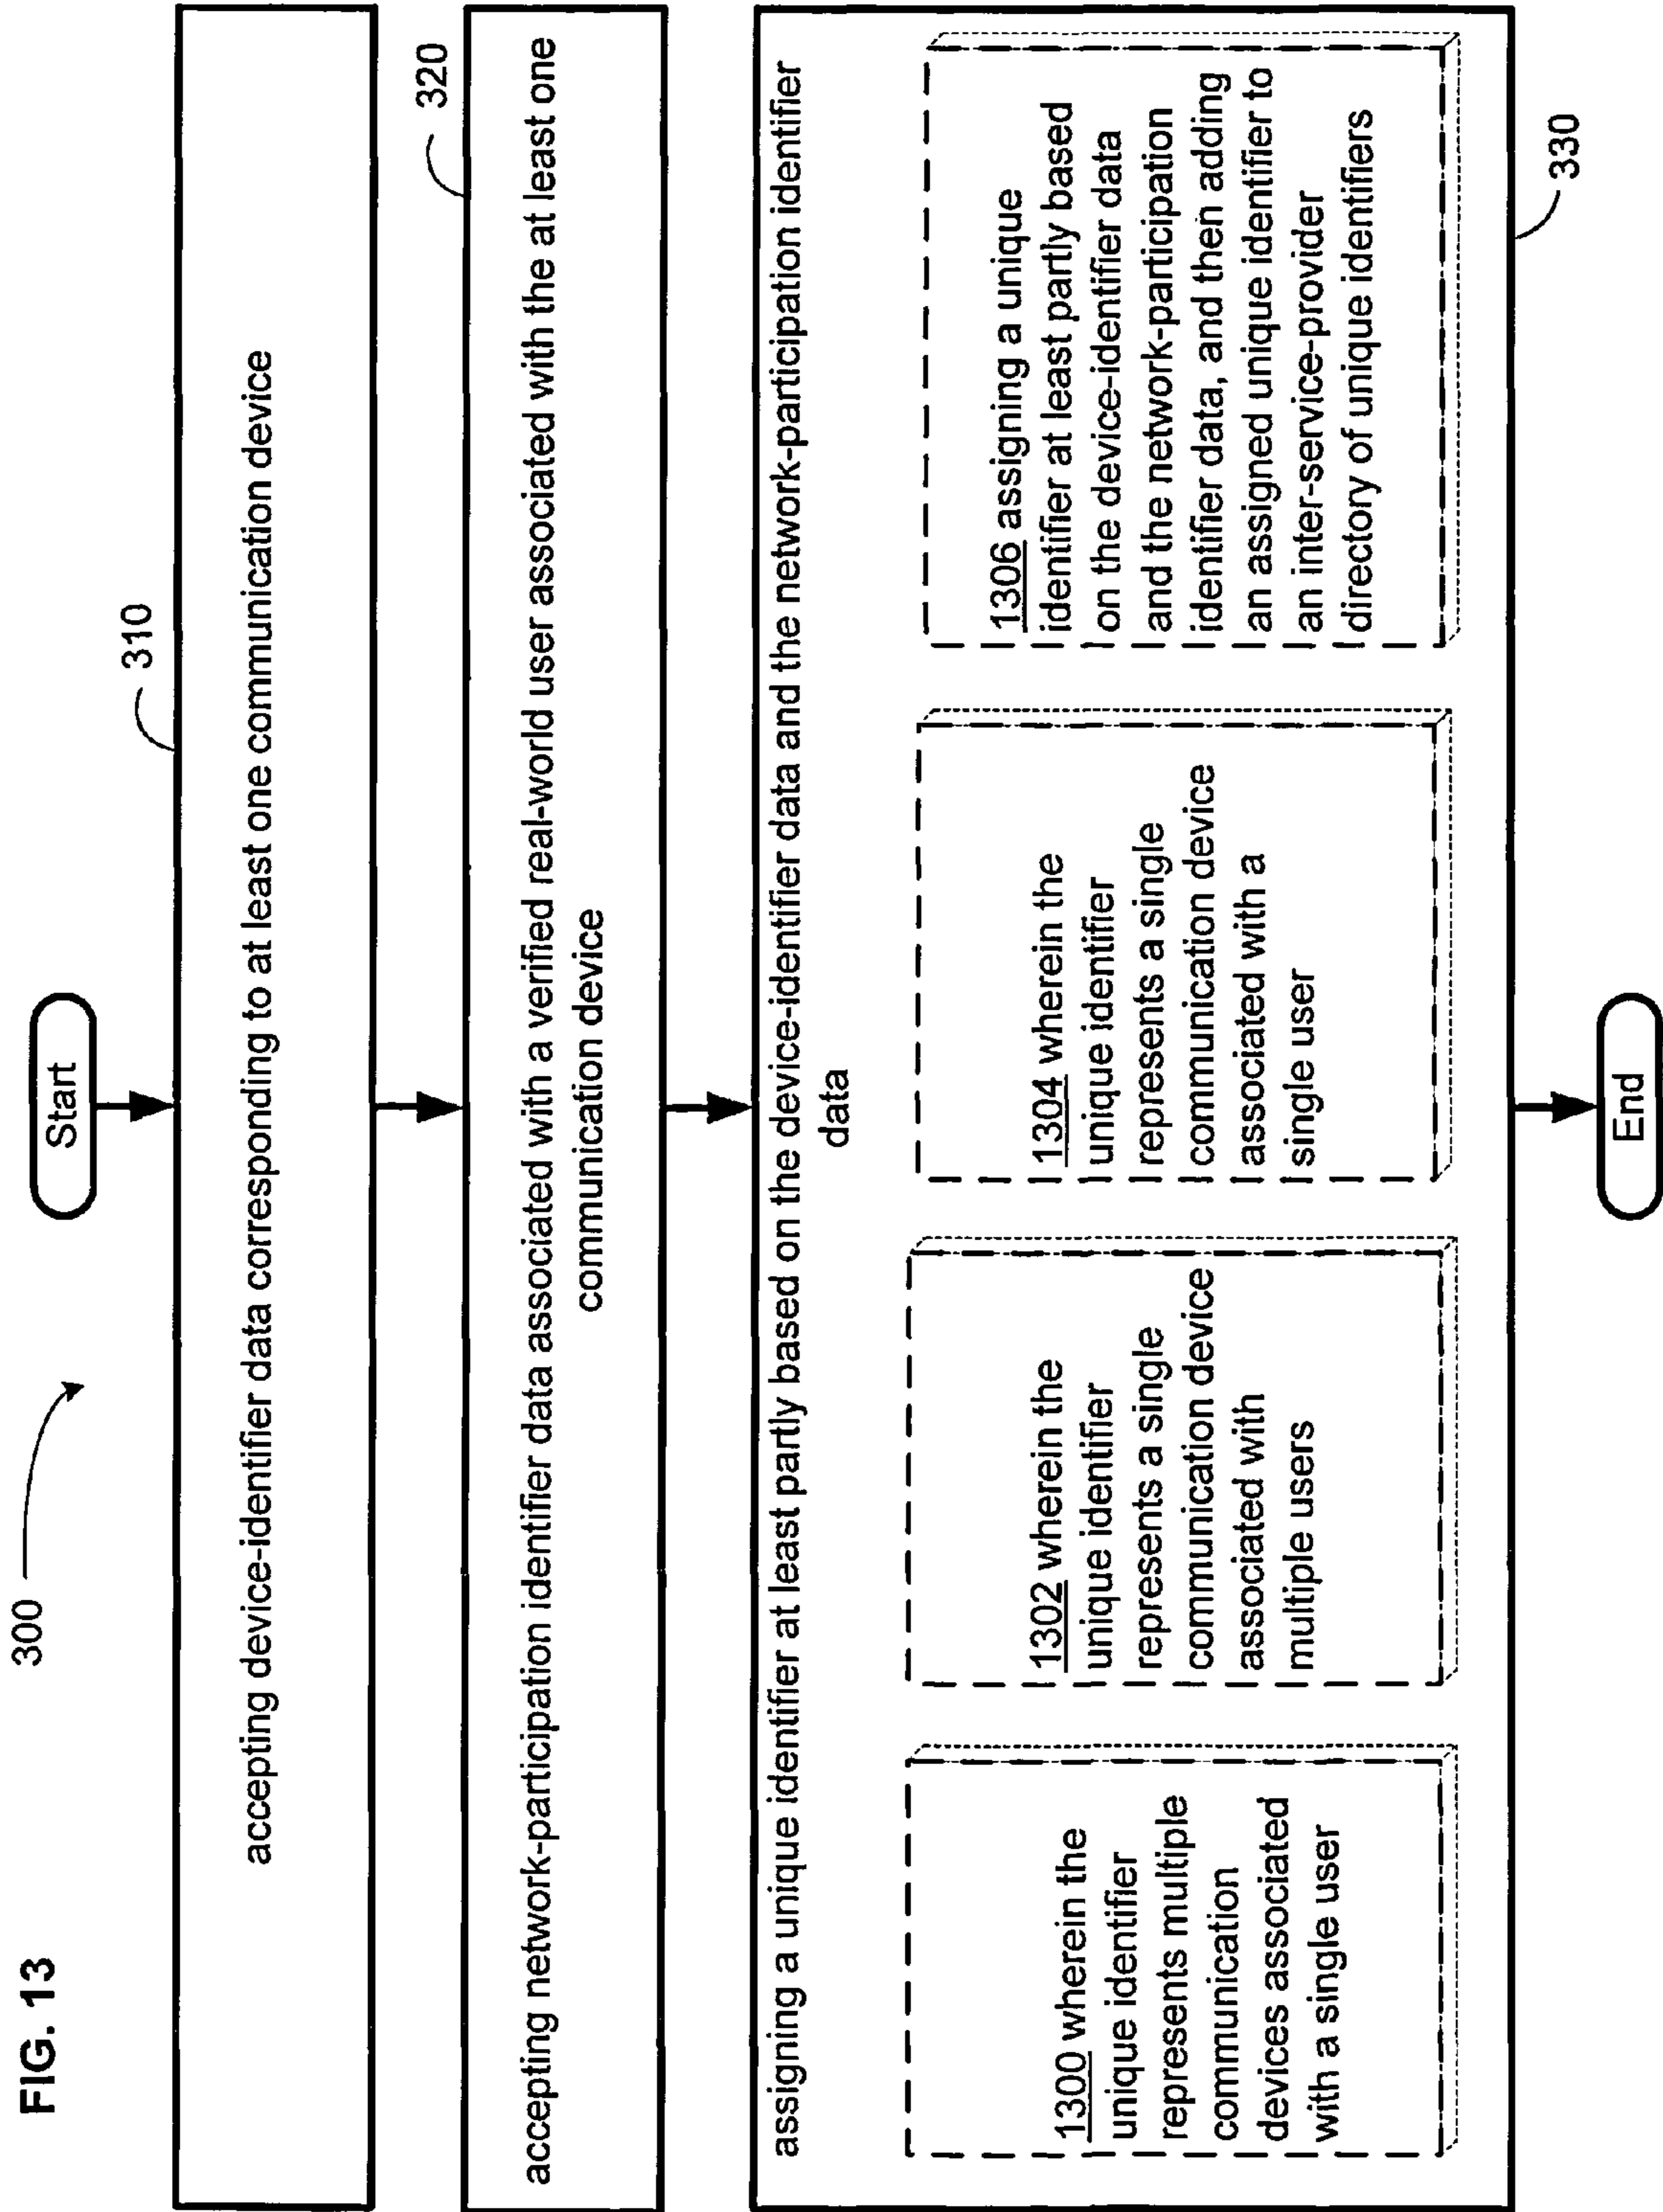 FIG. 13
300
Start
310
accepting device-identifier data corresponding to at least one communication device
320
accepting network-participation identifier data associated with a verified real-world user associated with the at least one
communication device
assigning a unique identifier at least partly based on the device-identifier data and the network-participation identifier
data
1300 wherein the
unique identifier
represents multiple
communication
devices associated
with a single user
1302 wherein the
unique identifier
represents a single
communication device
associated with
multiple users
1304 wherein the
unique identifier
represents a single
communication device
associated with a
single user
1306 assigning a unique
identifier at least partly based
on the device-identifier data
and the network-participation
identifier data, and then adding
an assigned unique identifier to
an inter-service-provider
directory of unique identifiers
330
End